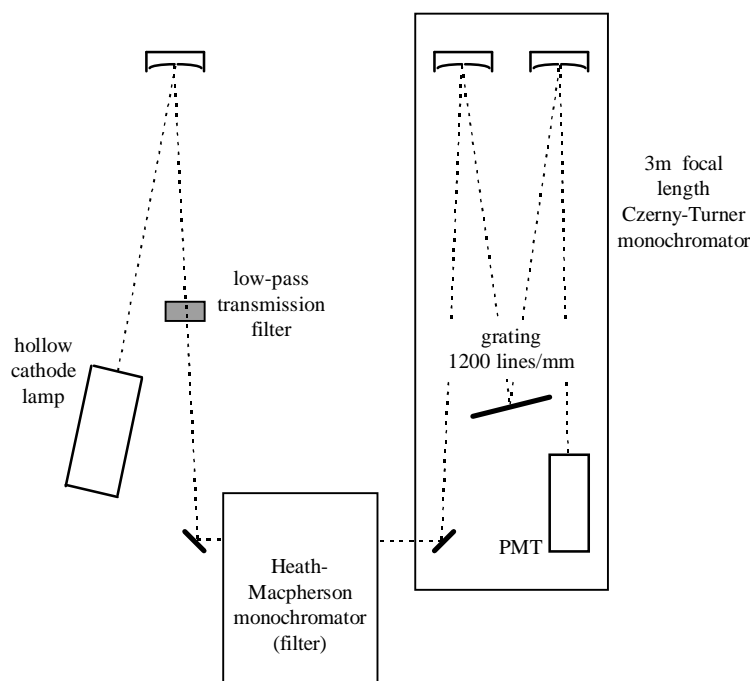 hollow
cathode
lamp
low-pass
transmission
filter
Heath-
Macpherson
monochromator
(filter)
grating
1200 lines/mm
PMT
3m focal
length
Czerny-Turner
monochromator